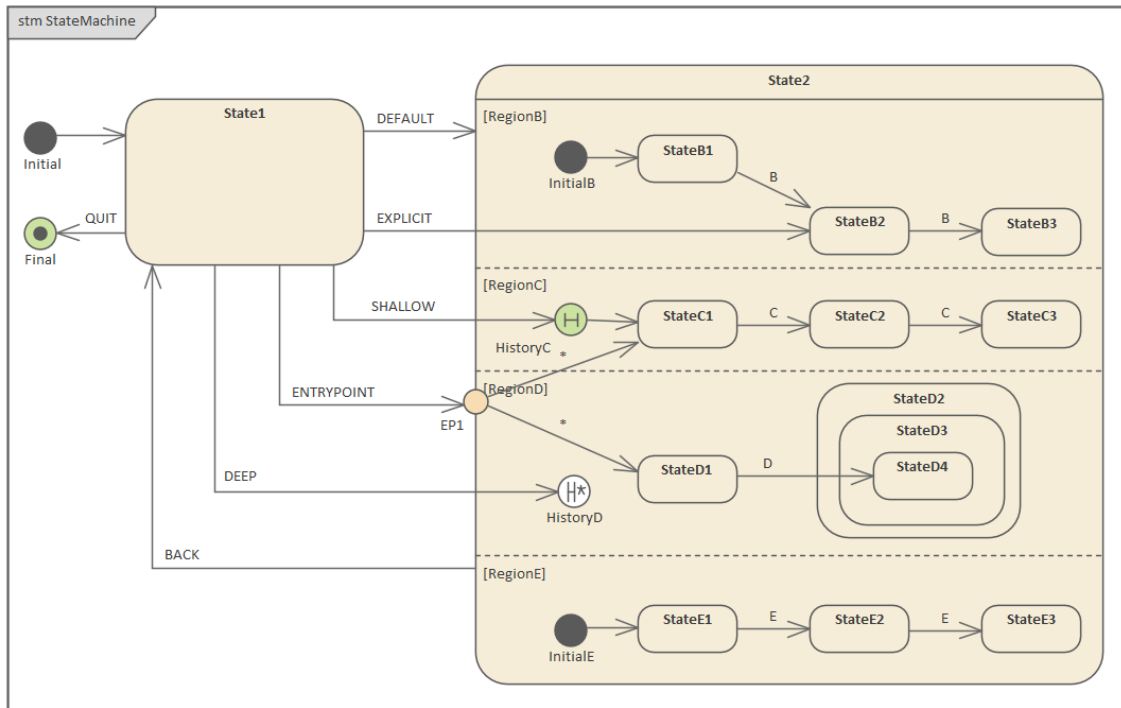 stm StateMachine
State2
State1
DEFAULT
[RegionB]
Initial
InitialB
StateB1
B
StateB2
B
StateB3
QUIT
Final
EXPLICIT
[RegionC]
SHALLOW
HistoryC
StateC1
C
StateC2
C
StateC3
*
ENTRYPOINT
EP1
[RegionD]
*
StateD1
D
StateD2
StateD3
StateD4
DEEP
HistoryD
BACK
[RegionE]
InitialE
StateE1
E
StateE2
E
StateE3